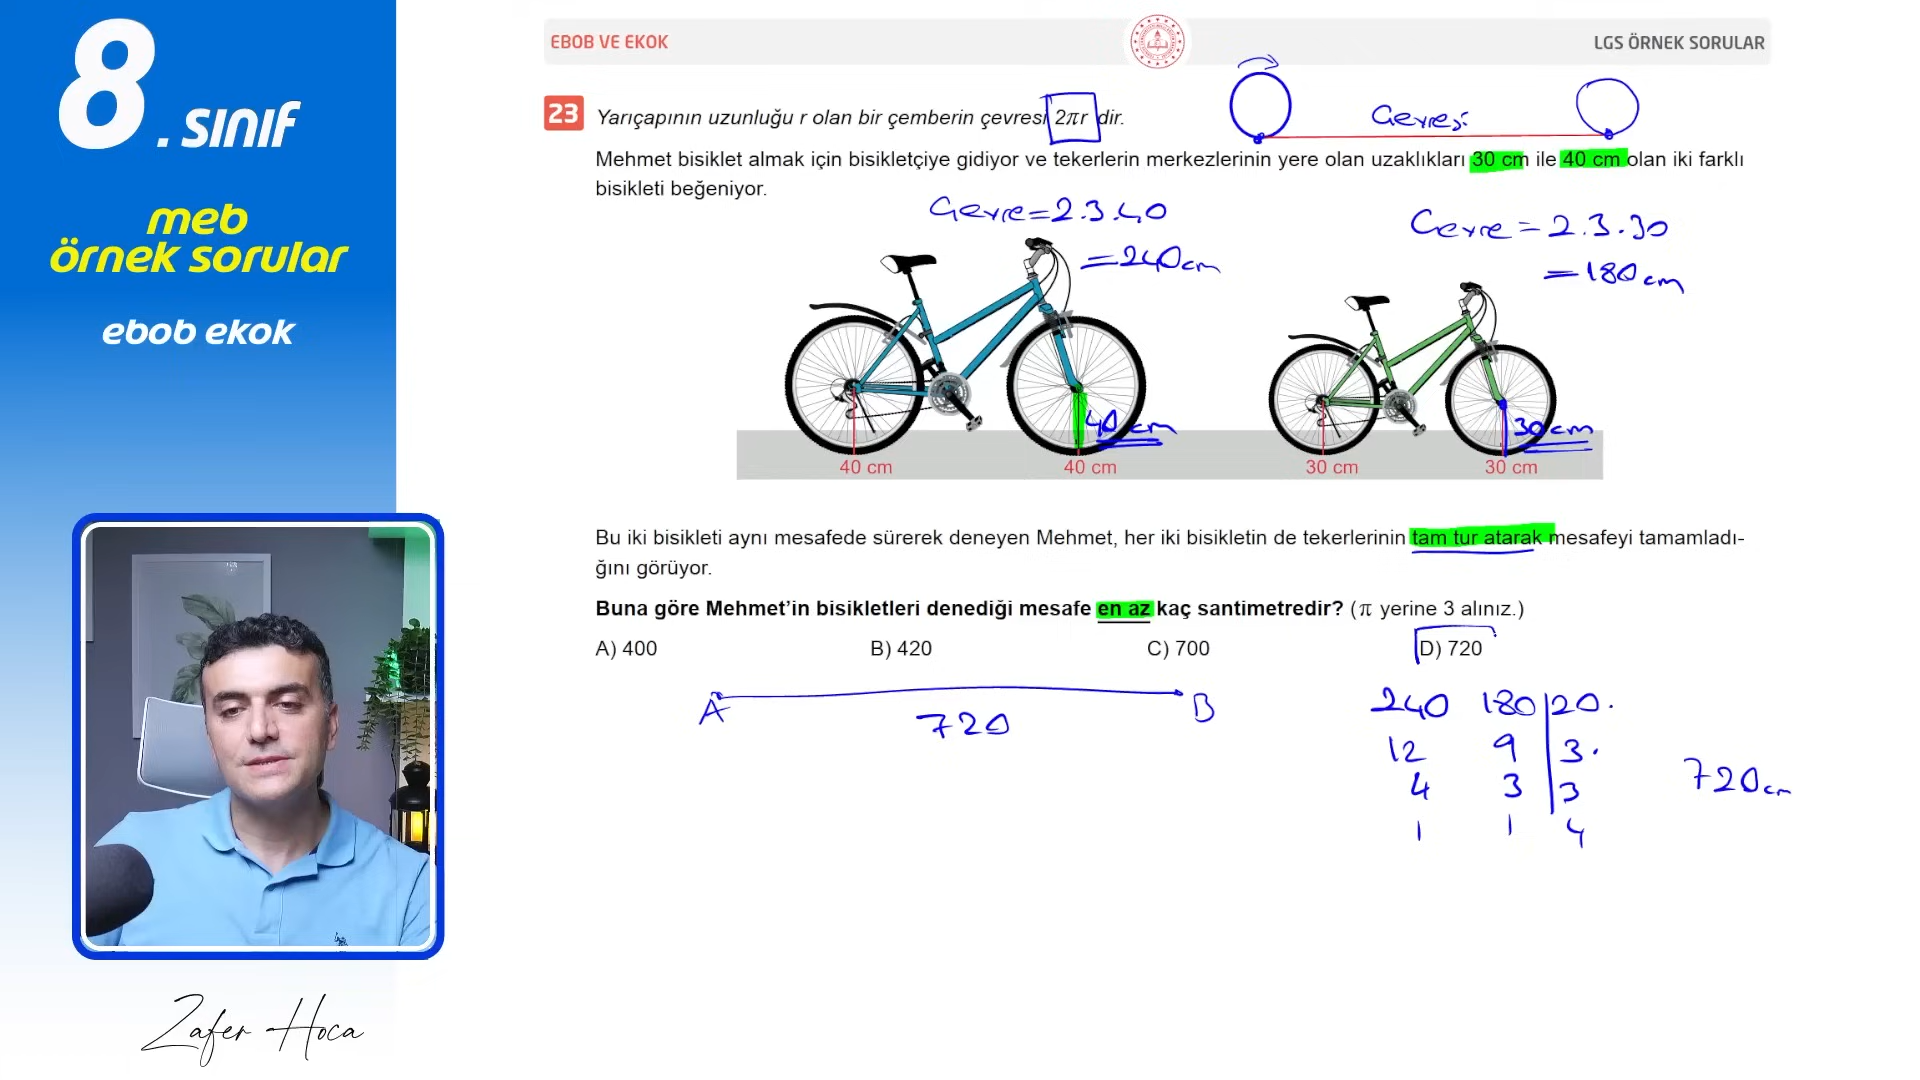 8. SINIF
meb
örnek sorular
ebob ekok
Zafer Hoca
EBOB VE EKOK
LGS ÖRNEK SORULAR
23
Yarıçapının uzunluğu r olan bir çemberin çevresi 2πr dir.
Çevresi
Mehmet bisiklet almak için bisikletçiye gidiyor ve tekerlerin merkezlerinin yere olan uzaklıkları 30 cm ile 40 cm olan iki farklı
bisikleti beğeniyor.
Çevre = 2.3.40
= 240 cm
Çevre = 2.3.30
= 180 cm
40 cm
30 cm
40 cm
40 cm
30 cm
30 cm
Bu iki bisikleti aynı mesafede sürerek deneyen Mehmet, her iki bisikletin de tekerlerinin tam tur atarak mesafeyi tamamladı-
ğını görüyor.
Buna göre Mehmet'in bisikletleri denediği mesafe en az kaç santimetredir? (π yerine 3 alınız.)
A) 400 B) 420 C) 700 D) 720
A B
720
240 180 20.
12 9 3.
4 3 3
1 1 4
720 cm